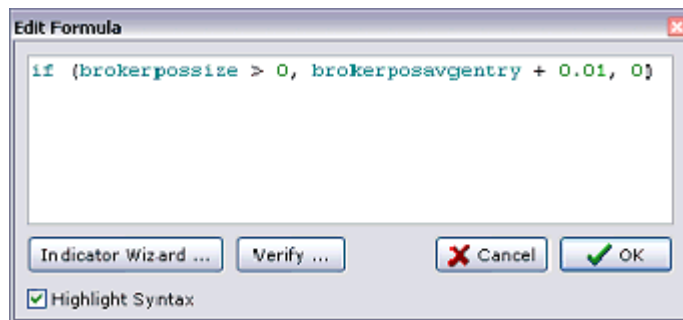 Edit Formula
if (brokerpossize > 0, brokerposavgentry + 0.01, 0)
Indicator Wizard ...
Verify ...
Cancel
OK
Highlight Syntax